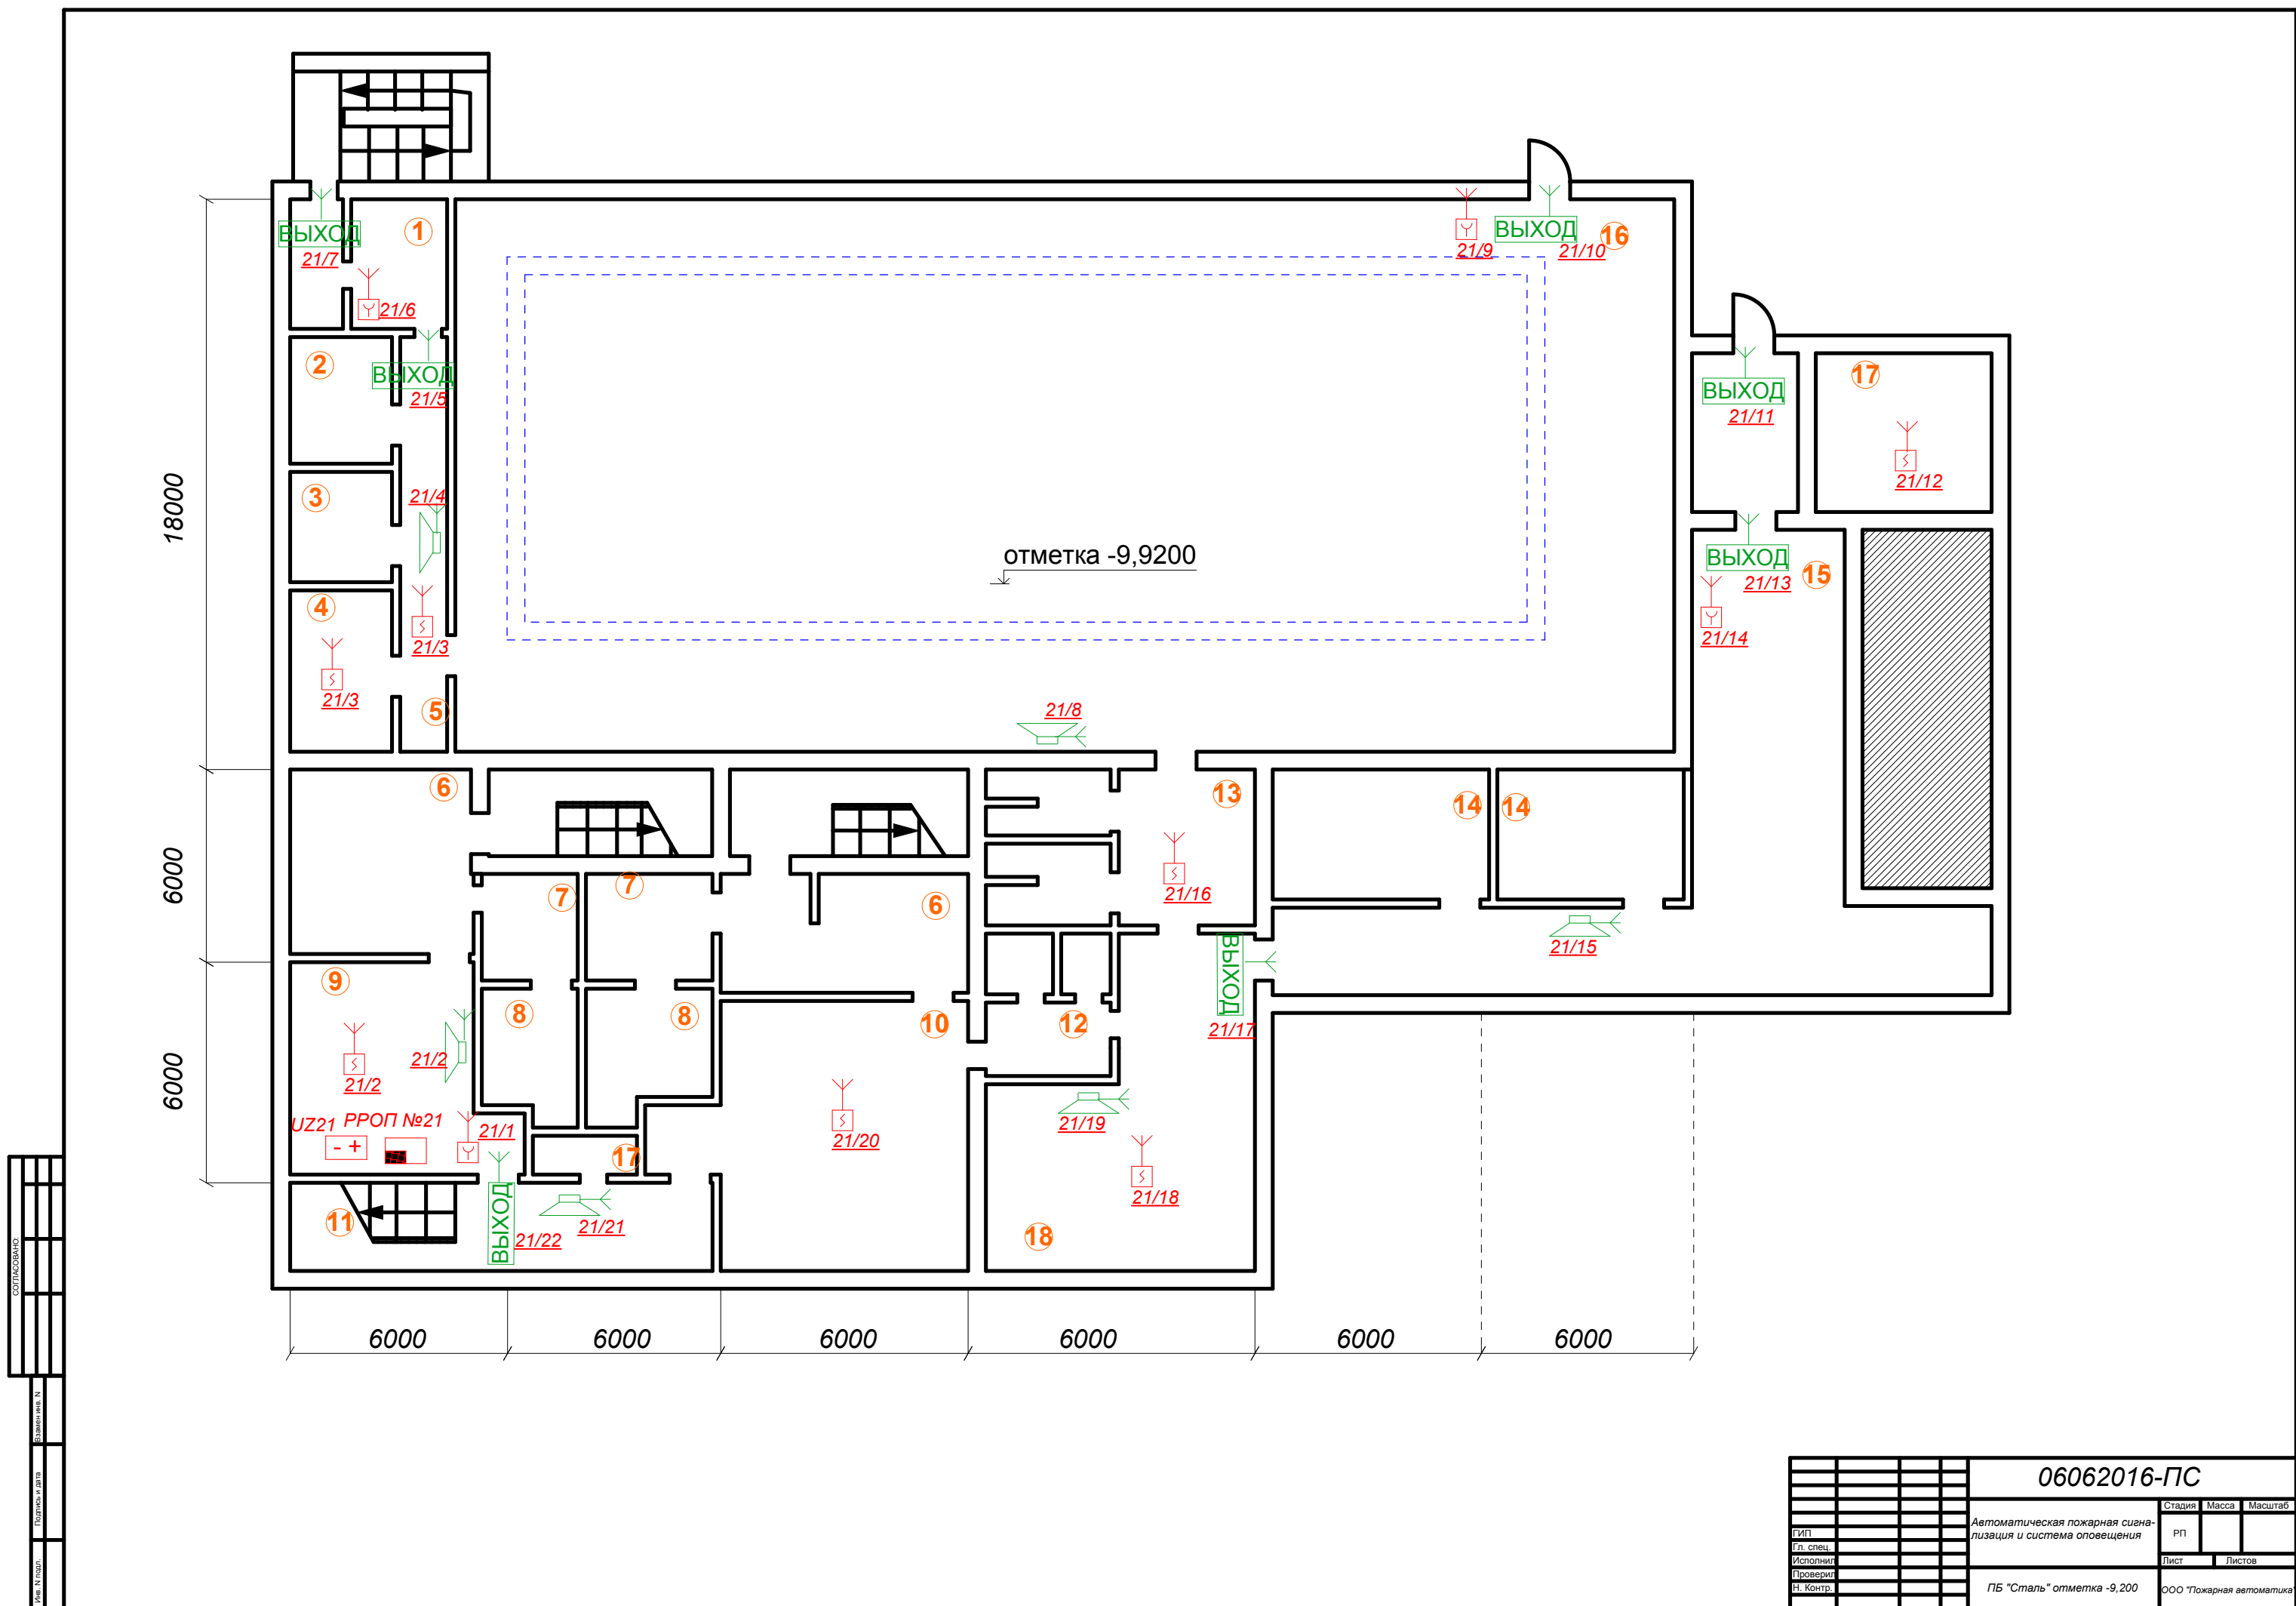 ВЫХОД
21/7
1
21/6
ВЫХОД
21/5
2
3
21/4
4
21/3
21/3
5
21/9
ВЫХОД
21/10
16
ВЫХОД
21/11
17
21/12
ВЫХОД
21/13
15
21/14
отметка -9,9200
21/8
18000
6000
6000
6
7
7
6
13
14
14
21/16
21/15
ВЫХОД
21/17
9
8
8
10
12
21/2
21/2
UZ21
РРОП №21
- +
21/1
21/20
21/19
21/18
17
11
ВЫХОД
21/22
21/21
18
6000
6000
6000
6000
6000
6000
СОГЛАСОВАНО:
Взамен инв. N
Подпись и дата
Инв. N подл.
06062016-ПС
Стадия Масса Масштаб
Автоматическая пожарная сигна-
лизация и система оповещения
РП
ГИП
Гл. спец.
Исполнил
Лист Листов
Проверил
Н. Контр.
ПБ "Сталь" отметка -9,200
ООО "Пожарная автоматика"